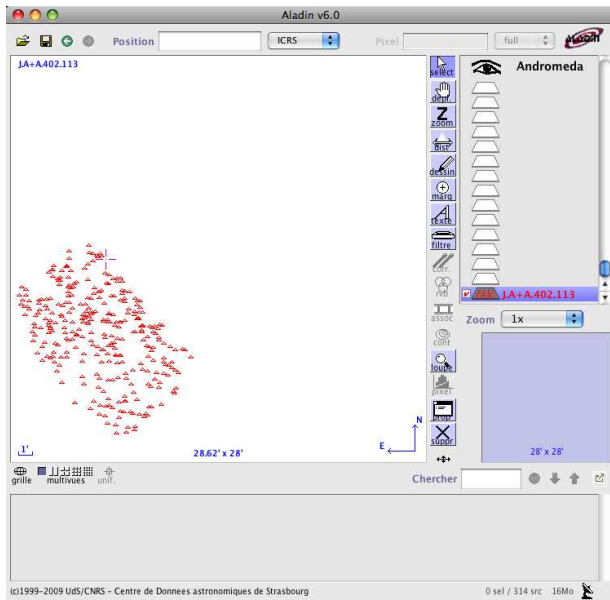 Aladin v6.0
Position ICRS Pixel full Aladin
J.A+A.402.113
select
dépl.
zoom
dist
dessin
marq
texte
filtre
corr.
rvb
assoc
cont
loupe
pixel
prop
suppr
Andromeda
J.A+A.402.113
Zoom 1x
28' x 28'
1'
28.62' x 28'
N
E
grille multivues unif.
Chercher
(c)1999-2009 UdS/CNRS - Centre de Donnees astronomiques de Strasbourg
0 sel / 314 src 16Mo